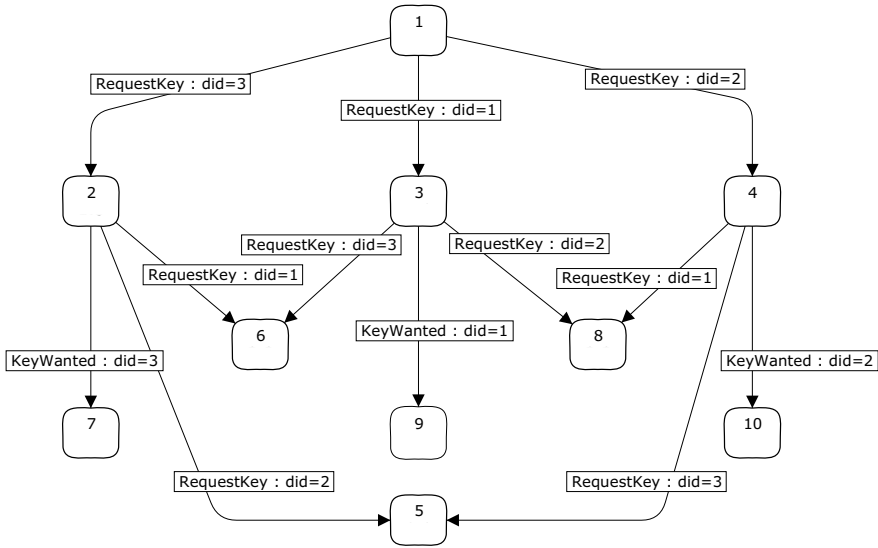 1
RequestKey : did=3
RequestKey : did=2
RequestKey : did=1
2
3
4
RequestKey : did=3
RequestKey : did=2
RequestKey : did=1
RequestKey : did=1
6
8
KeyWanted : did=1
KeyWanted : did=3
KeyWanted : did=2
7
9
10
RequestKey : did=2
RequestKey : did=3
5